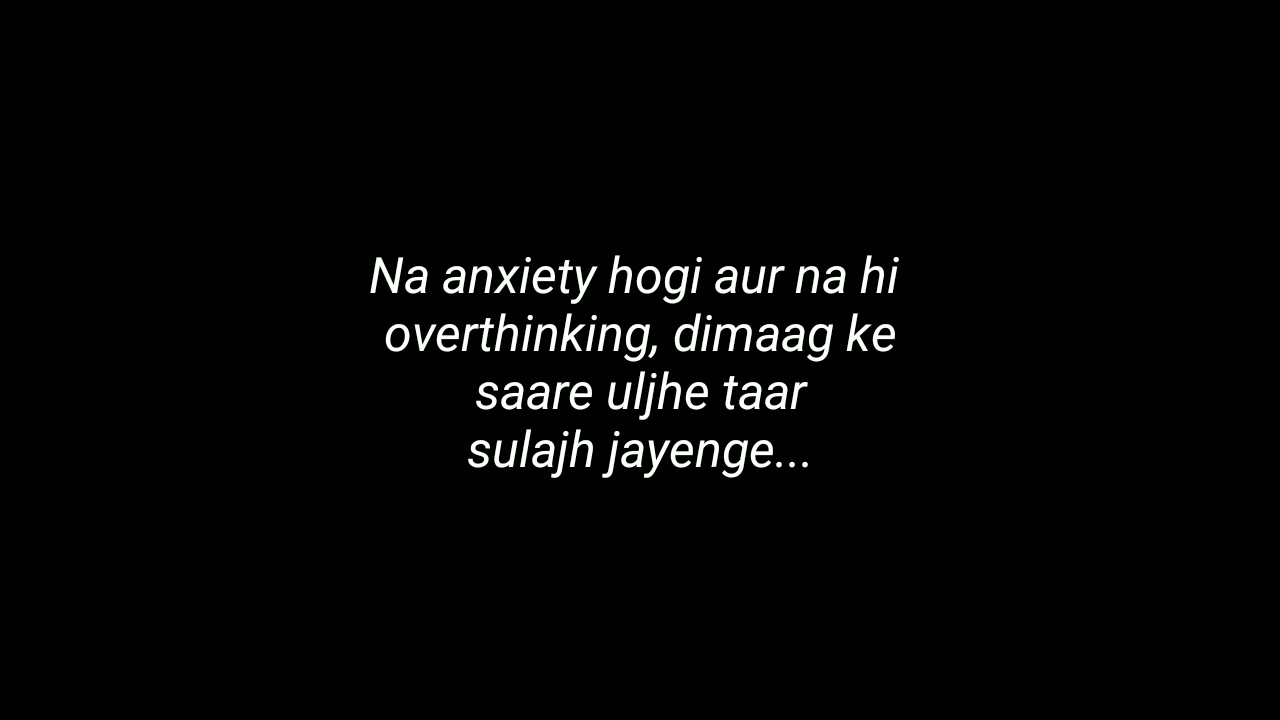 Na anxiety hogi aur na hi
overthinking, dimaag ke
saare uljhe taar
sulajh jayenge...